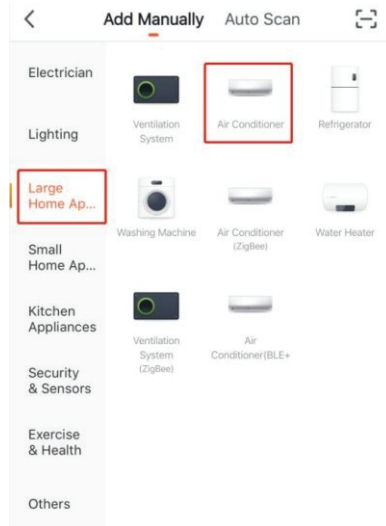 Add Manually Auto Scan
Electrician
Lighting
Large
Home Ap...
Small
Home Ap...
Kitchen
Appliances
Security
& Sensors
Exercise
& Health
Others
Ventilation
System
Air Conditioner
Refrigerator
Washing Machine
Air Conditioner
(ZigBee)
Water Heater
Ventilation
System
(ZigBee)
Air
Conditioner(BLE+